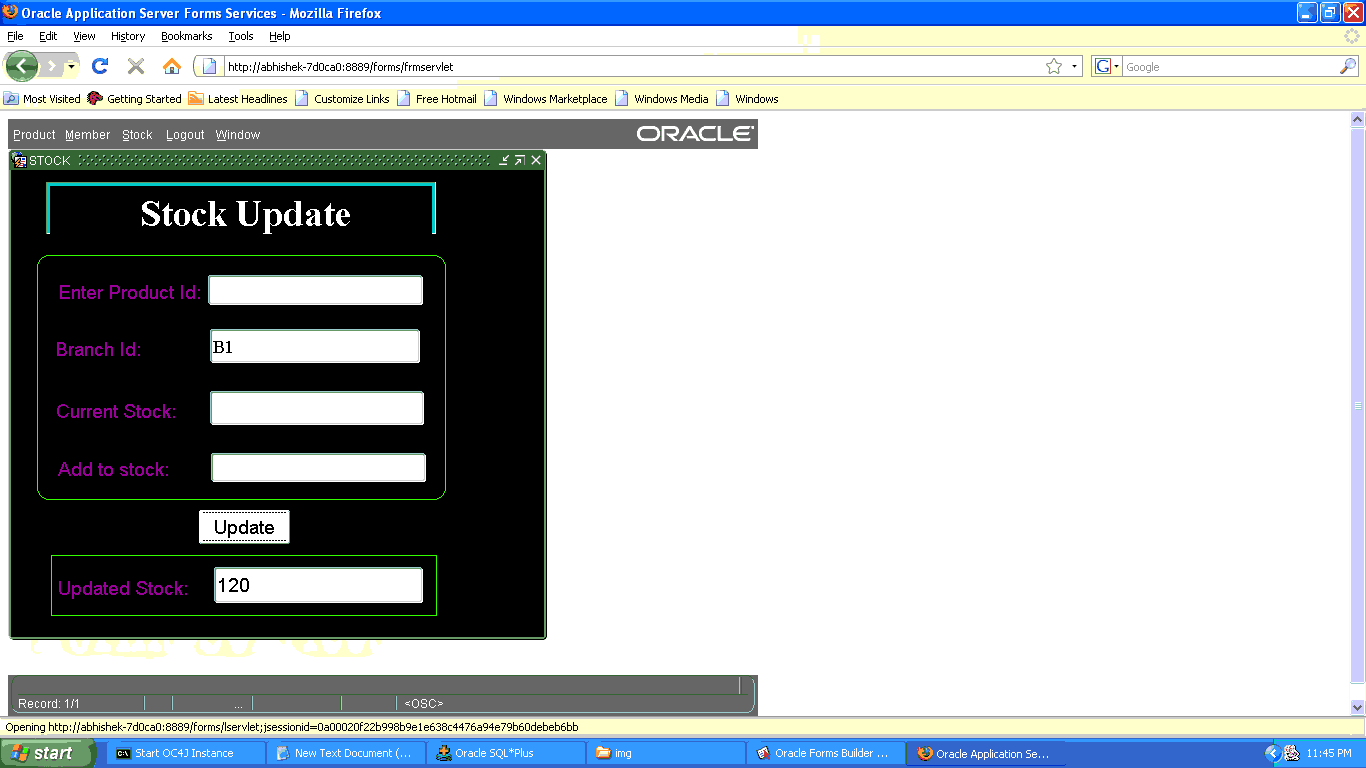 Oracle Application Server Forms Services - Mozilla Firefox
File Edit View History Bookmarks Tools Help
http://abhishek-7d0ca0:8889/forms/frmservlet
G Google
Most Visited Getting Started Latest Headlines Customize Links Free Hotmail Windows Marketplace Windows Media Windows
Product Member Stock Logout Window ORACLE
STOCK
Stock Update
Enter Product Id:
Branch Id: B1
Current Stock:
Add to stock:
Update
Updated Stock: 120
Record: 1/1 ... <OSC>
Opening http://abhishek-7d0ca0:8889/forms/lservlet;jsessionid=0a00020f22b998b9e1e638c4476a94e79b60debeb6bb
start Start OC4J Instance New Text Document (... Oracle SQL*Plus img Oracle Forms Builder ... Oracle Application Se... 11:45 PM